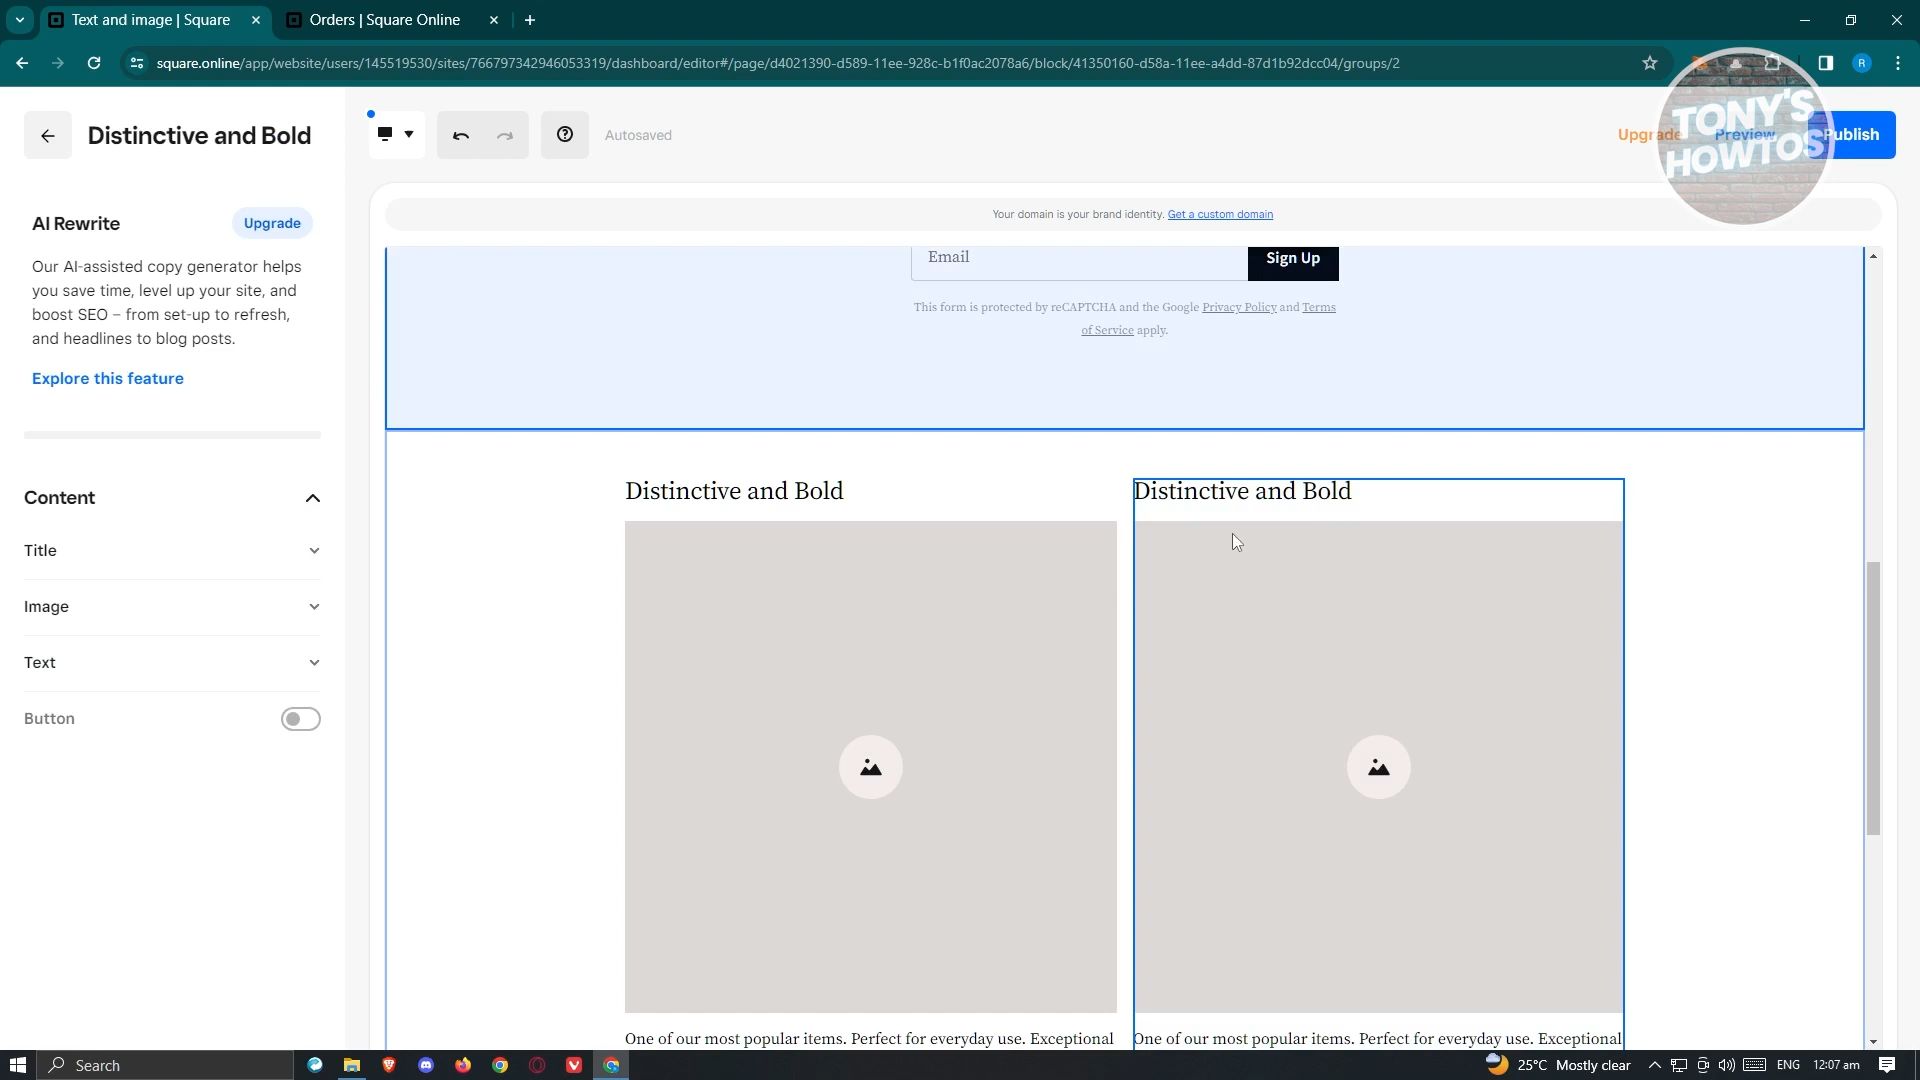 Text and image | Square
Orders | Square Online
square.online/app/website/users/145519530/sites/766797342946053319/dashboard/editor#/page/d4021390-d589-11ee-928c-b1f0ac2078a6/block/41350160-d58a-11ee-a4dd-87d1b92dcc04/groups/2
R
Distinctive and Bold
Autosaved
Upgrade
Preview
Publish
TONY'S
HOWTOS
AI Rewrite
Upgrade
Our AI-assisted copy generator helps
you save time, level up your site, and
boost SEO – from set-up to refresh,
and headlines to blog posts.
Explore this feature
Content
Title
Image
Text
Button
Your domain is your brand identity. Get a custom domain
Email
Sign Up
This form is protected by reCAPTCHA and the Google Privacy Policy and Terms
of Service apply.
Distinctive and Bold
Distinctive and Bold
One of our most popular items. Perfect for everyday use. Exceptional
One of our most popular items. Perfect for everyday use. Exceptional
Search
25°C Mostly clear
ENG
12:07 am